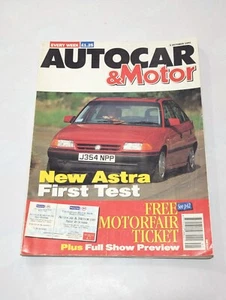 EVERY WEEK
£1.20
AUTOCAR
&Motor
J354 NPP
New Astra
First Test
FREE
MOTORFAIR
TICKET
Plus Full Show Preview